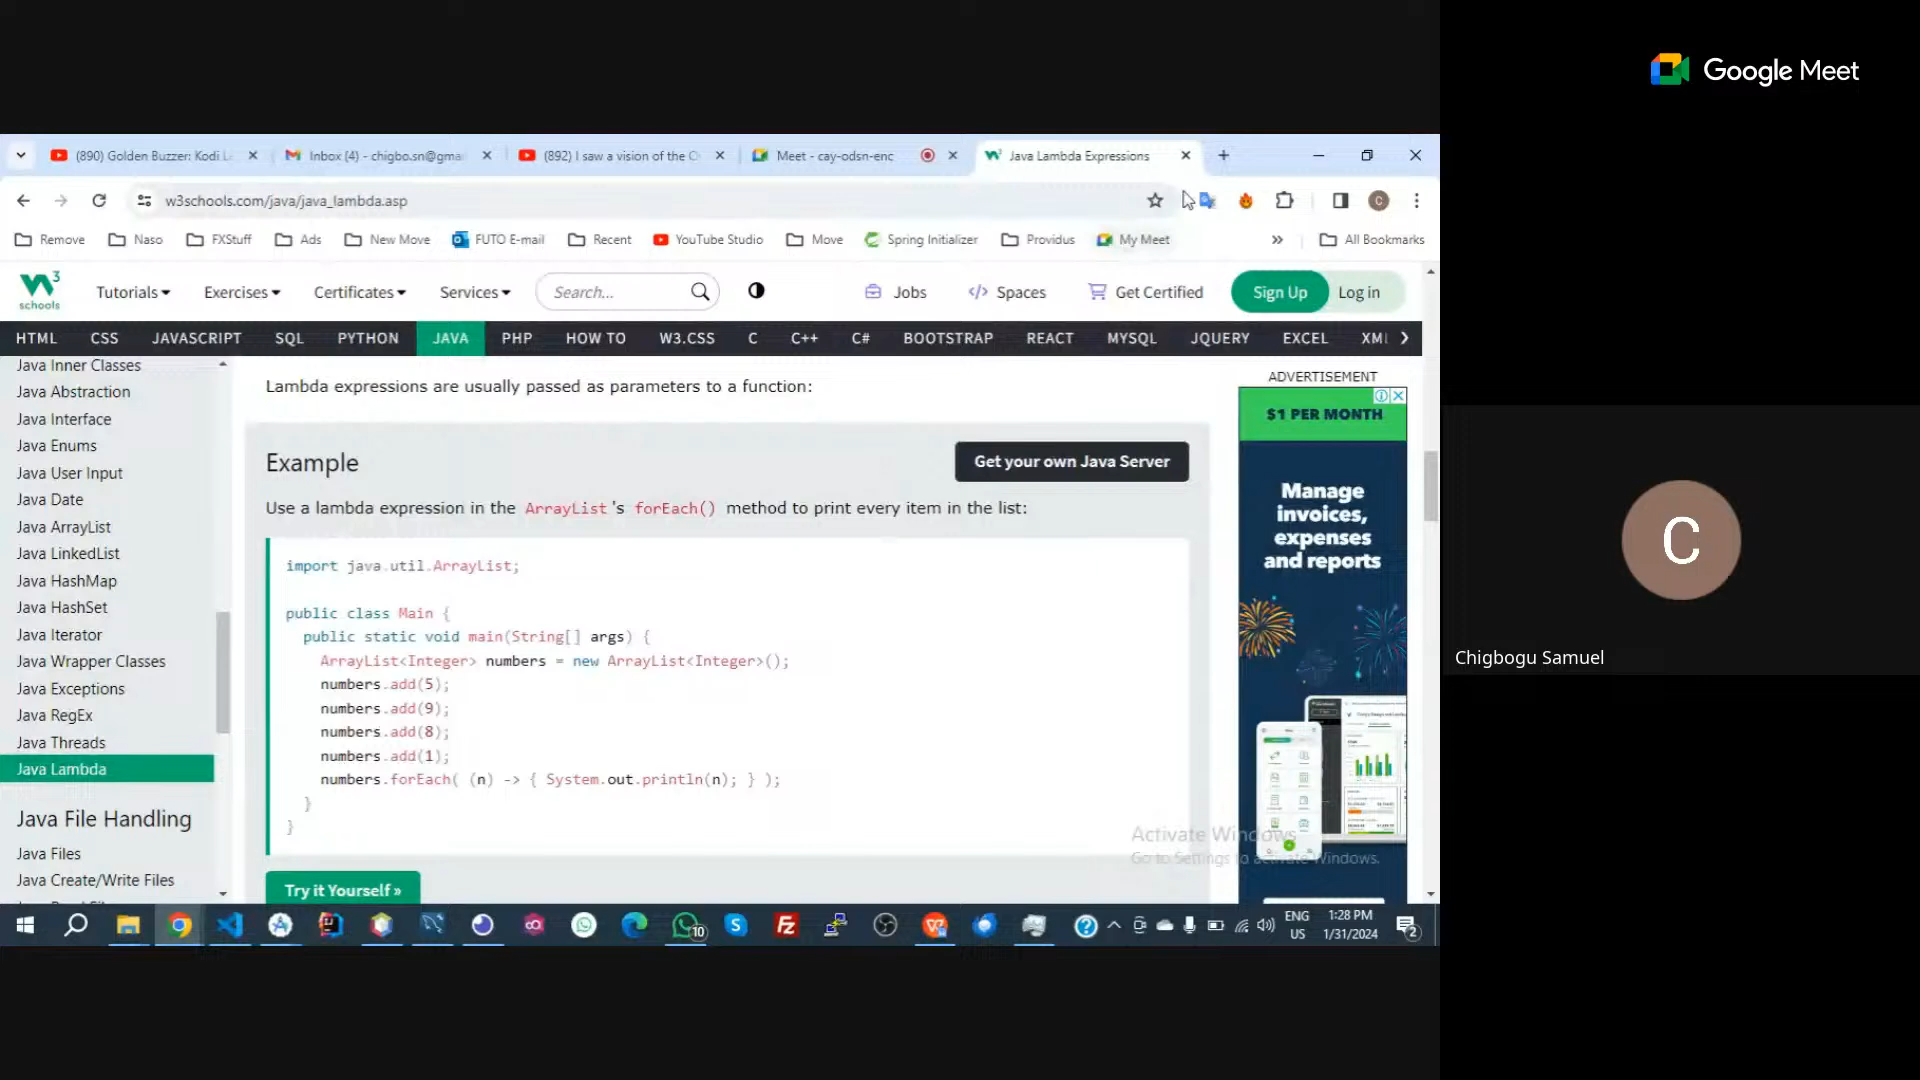 Google Meet
(890) Golden Buzzer: Kodi L
Inbox (4) - chigbo.sn@gma
(892) I saw a vision of the
Meet - cay-odsn-enc
Java Lambda Expressions
w3schools.com/java/java_lambda.asp
C
Remove
Naso
FXStuff
Ads
New Move
FUTO E-mail
Recent
YouTube Studio
Move
Spring Initializer
Providus
My Meet
»
All Bookmarks
W3 schools
Tutorials
Exercises
Certificates
Services
Search...
Jobs
</> Spaces
Get Certified
Sign Up
Log in
HTML CSS JAVASCRIPT SQL PYTHON JAVA PHP HOW TO W3.CSS C C++ C# BOOTSTRAP REACT MYSQL JQUERY EXCEL XML
Java Inner Classes
Java Abstraction
Java Interface
Java Enums
Java User Input
Java Date
Java ArrayList
Java LinkedList
Java HashMap
Java HashSet
Java Iterator
Java Wrapper Classes
Java Exceptions
Java RegEx
Java Threads
Java Lambda
Java File Handling
Java Files
Java Create/Write Files
Lambda expressions are usually passed as parameters to a function:
Example
Get your own Java Server
Use a lambda expression in the ArrayList's forEach() method to print every item in the list:
import java.util.ArrayList;
public class Main {
public static void main(String[] args) {
ArrayList<Integer> numbers = new ArrayList<Integer>();
numbers.add(5);
numbers.add(9);
numbers.add(8);
numbers.add(1);
numbers.forEach( (n) -> { System.out.println(n); } );
}
}
Try it Yourself »
ADVERTISEMENT
$1 PER MONTH
Manage
invoices,
expenses
and reports
Activate Windows
Go to Settings to activate Windows.
10
ENG
US
1:28 PM
1/31/2024
2
C
Chigbogu Samuel